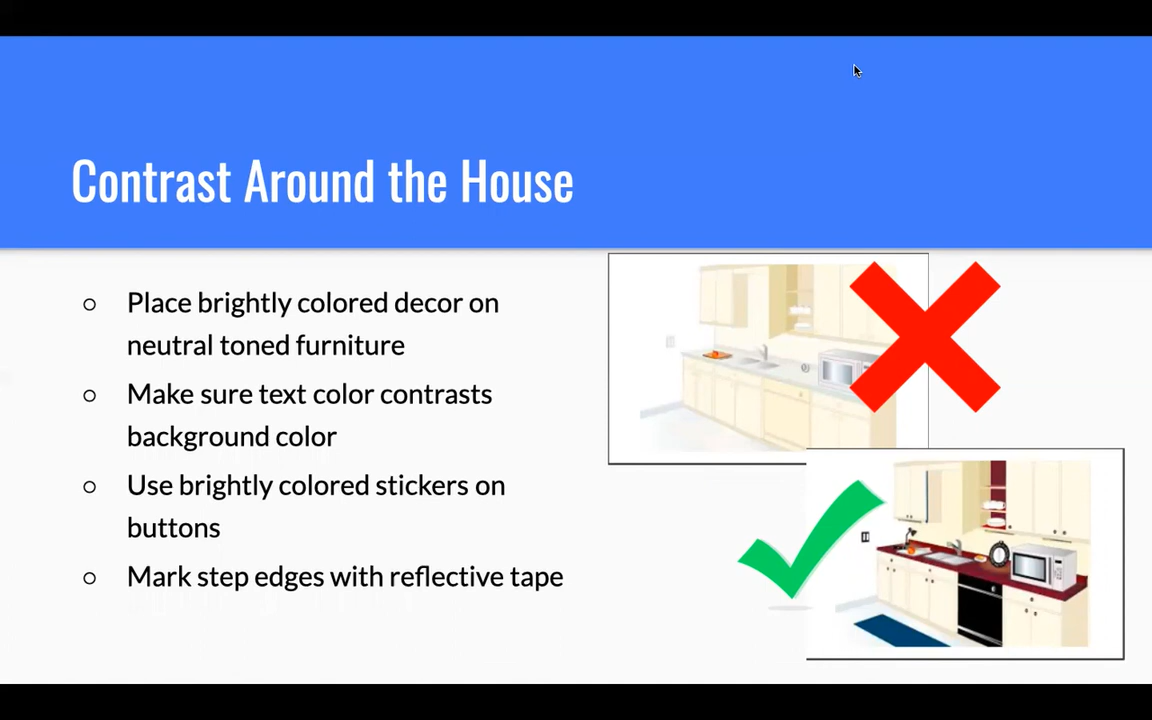 Contrast Around the House
Place brightly colored decor on
neutral toned furniture
Make sure text color contrasts
background color
Use brightly colored stickers on
buttons
Mark step edges with reflective tape